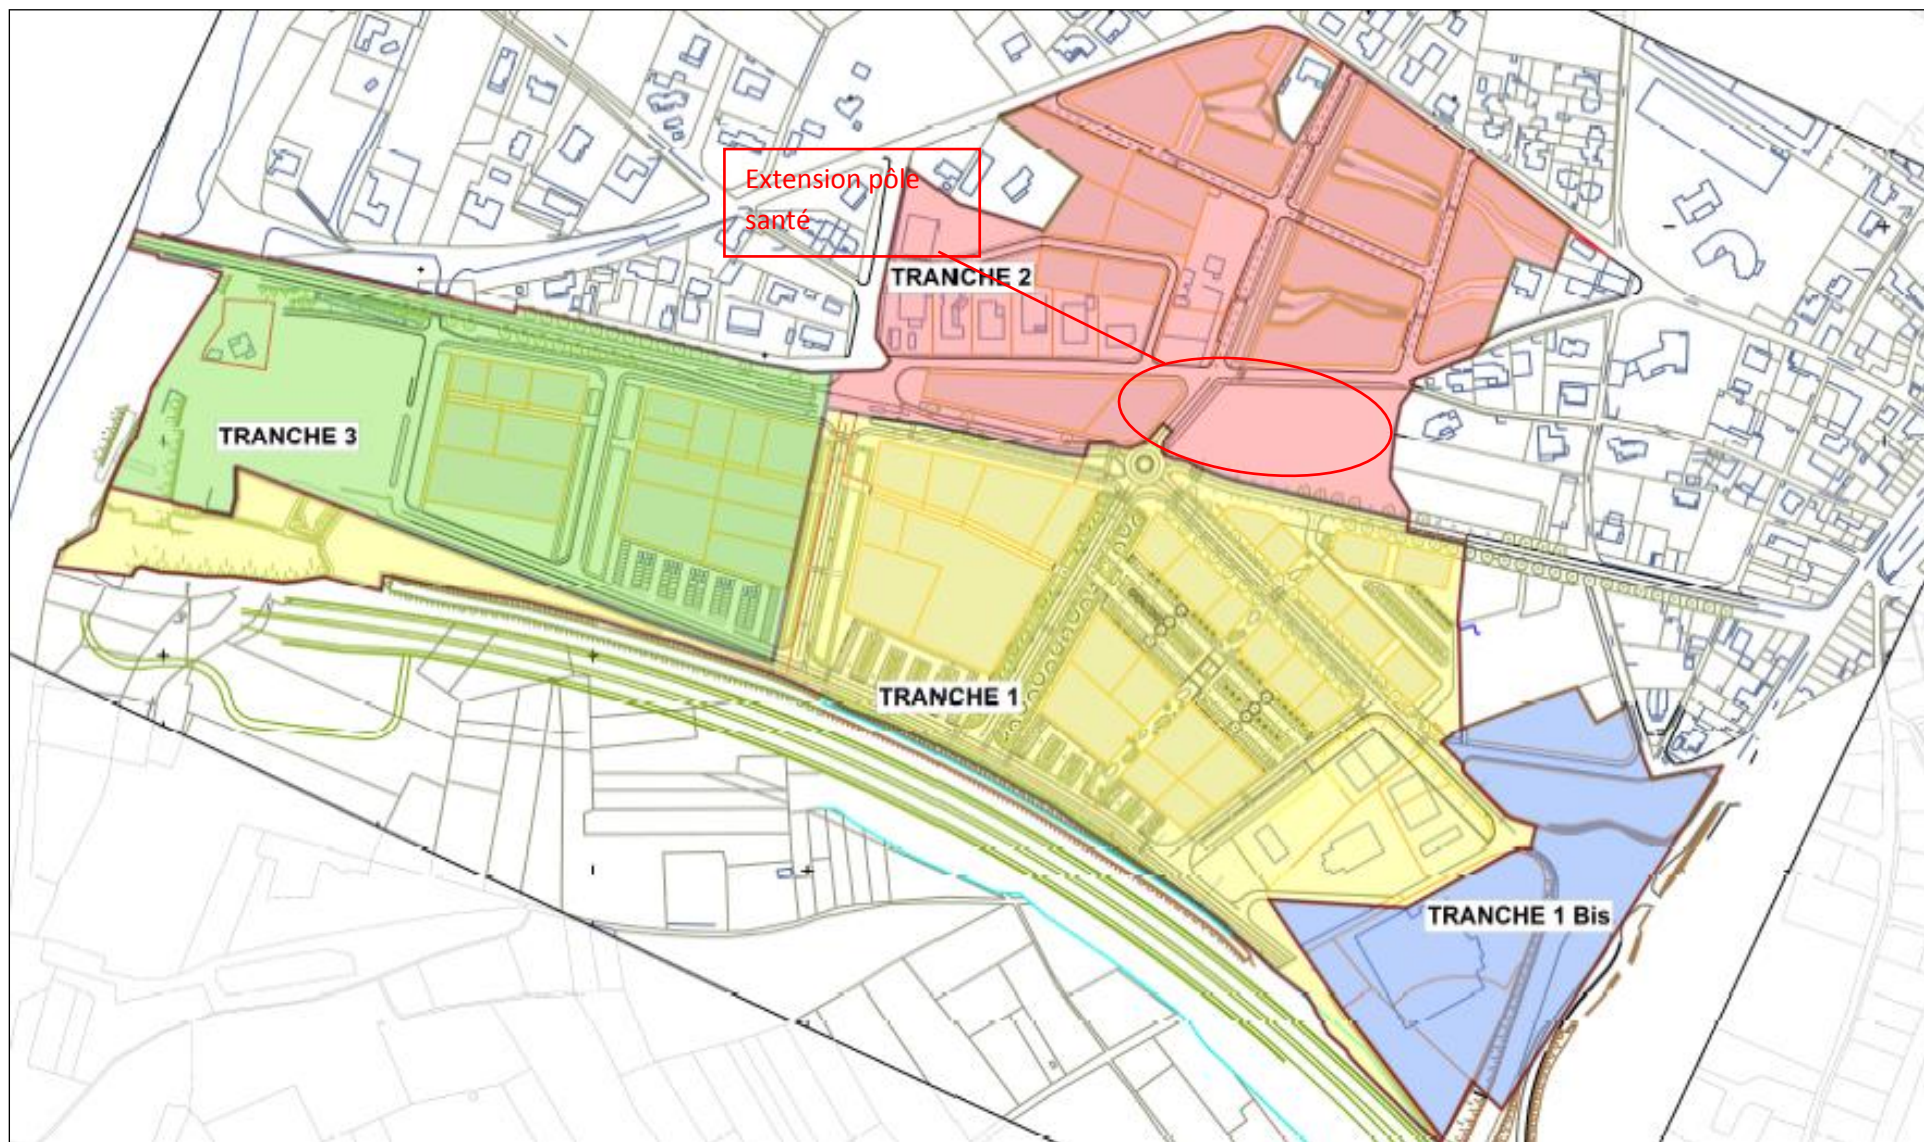 Extension pôle
santé
TRANCHE 2
TRANCHE 3
TRANCHE 1
TRANCHE 1 Bis